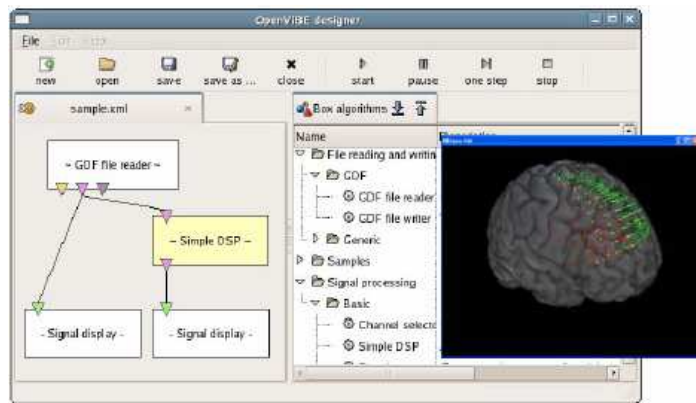 OpenViBE designer
File
new open save save as ... close start pause one step stop
sample.xml
Box algorithms
Name
~ GDF file reader ~
~ Simple DSP ~
- Signal display -
- Signal display -
File reading and writin
GDF
GDF file reader
GDF file writer
Generic
Samples
Signal processing
Basic
Channel selecto
Simple DSP